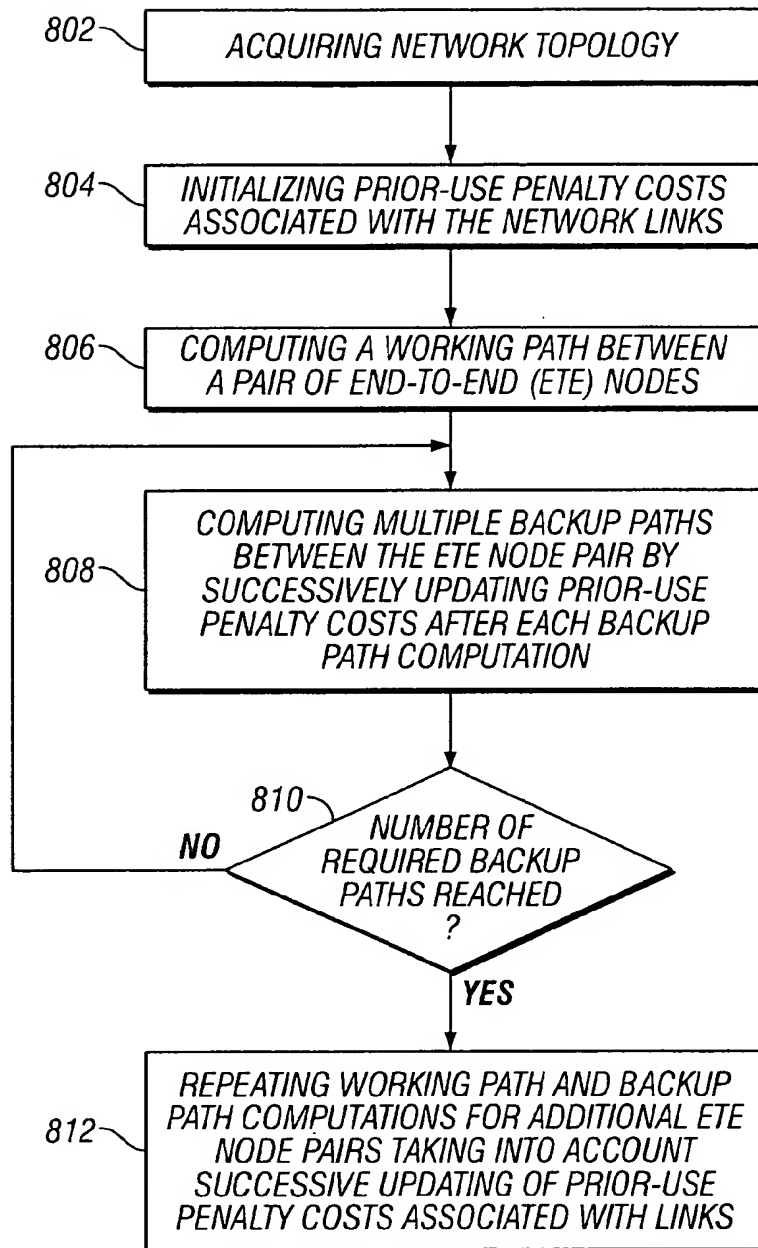 802
ACQUIRING NETWORK TOPOLOGY
804
INITIALIZING PRIOR-USE PENALTY COSTS
ASSOCIATED WITH THE NETWORK LINKS
806
COMPUTING A WORKING PATH BETWEEN
A PAIR OF END-TO-END (ETE) NODES
808
COMPUTING MULTIPLE BACKUP PATHS
BETWEEN THE ETE NODE PAIR BY
SUCCESSIVELY UPDATING PRIOR-USE
PENALTY COSTS AFTER EACH BACKUP
PATH COMPUTATION
810
NUMBER OF
REQUIRED BACKUP
PATHS REACHED
?
NO
YES
812
REPEATING WORKING PATH AND BACKUP
PATH COMPUTATIONS FOR ADDITIONAL ETE
NODE PAIRS TAKING INTO ACCOUNT
SUCCESSIVE UPDATING OF PRIOR-USE
PENALTY COSTS ASSOCIATED WITH LINKS